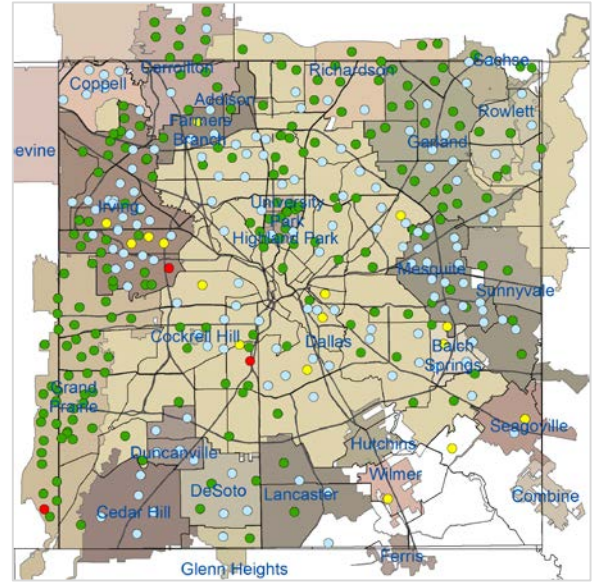 Sachse
Carrollton
Richardson
Coppell
Addison
Rowlett
Farmers
Branch
Garland
evine
University
Park
Irving
Highland Park
Mesquite
Sunnyvale
Cockrell Hill
Dallas
Balch
Springs
Grand
Prairie
Seagoville
Hutchins
Duncanville
Wilmer
DeSoto
Lancaster
Combine
Cedar Hill
Ferris
Glenn Heights